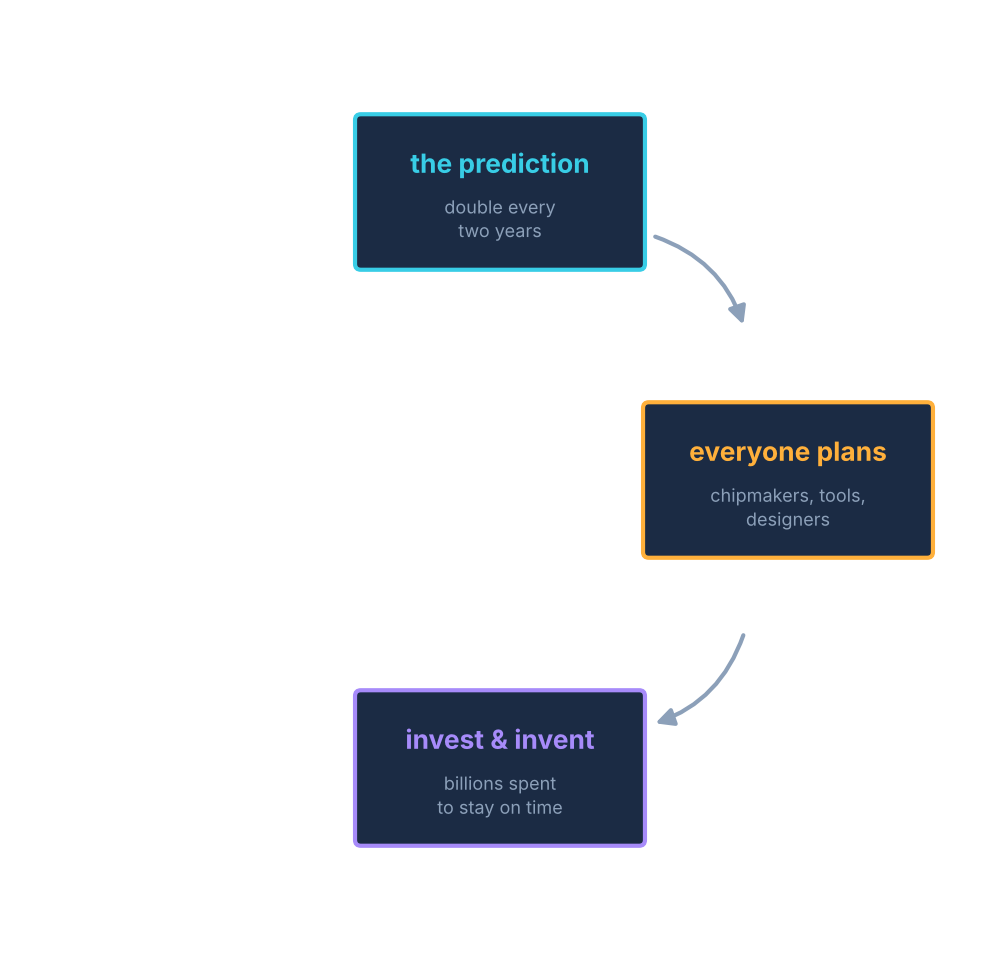 the prediction
double every
two years
everyone plans
chipmakers, tools,
designers
invest & invent
billions spent
to stay on time